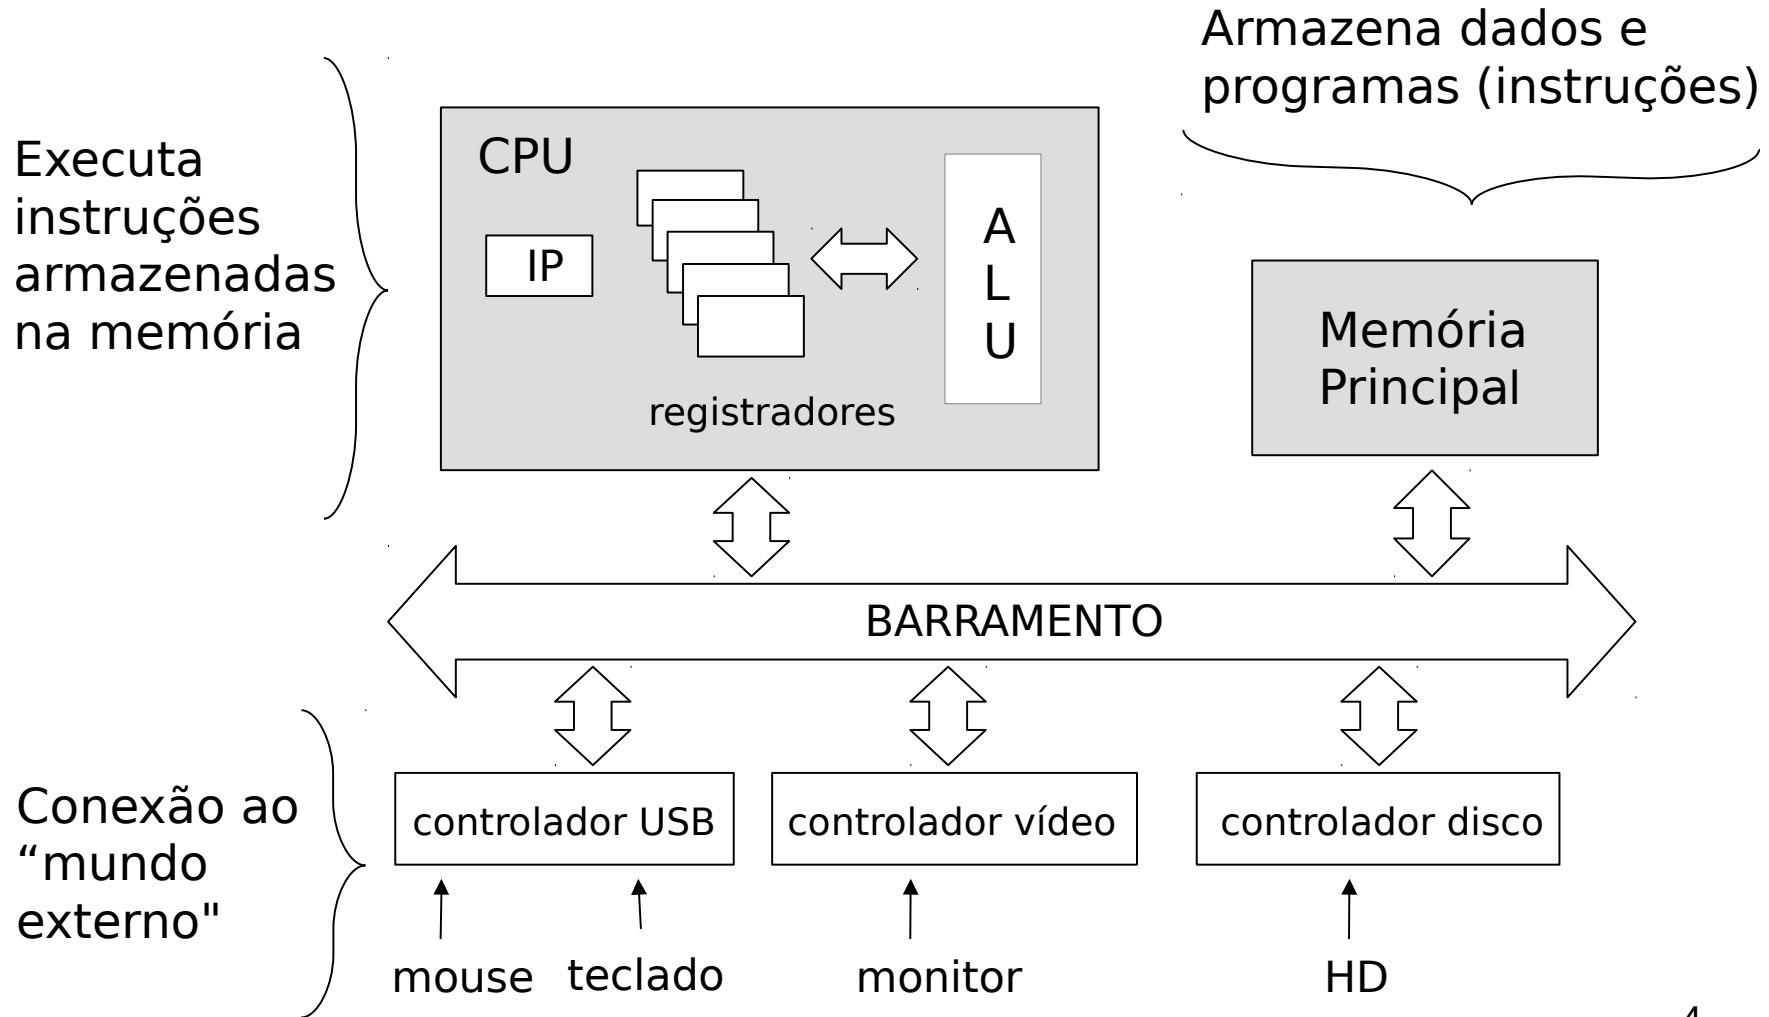 Armazena dados e
programas (instruções)
Executa
instruções
armazenadas
na memória
CPU
IP
registradores
A
L
U
Memória
Principal
BARRAMENTO
Conexão ao
“mundo
externo"
controlador USB
controlador vídeo
controlador disco
mouse
teclado
monitor
HD
4